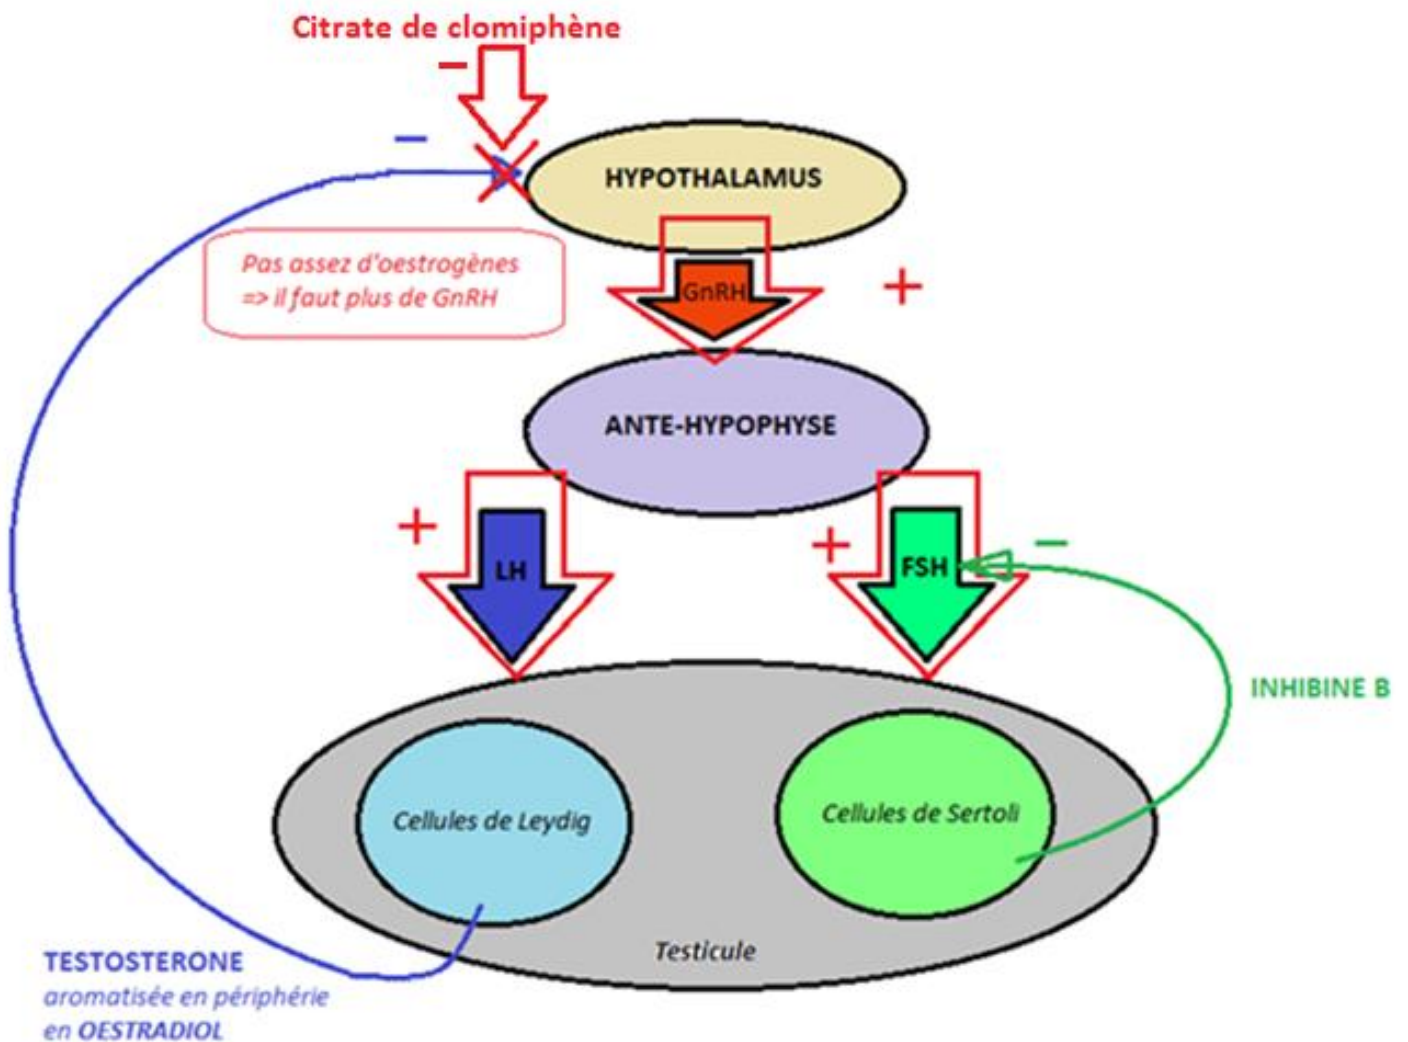 Citrate de clomiphène
−
−
HYPOTHALAMUS
Pas assez d'oestrogènes
=> il faut plus de GnRH
GnRH
+
ANTE-HYPOPHYSE
+
LH
+
FSH
−
INHIBINE B
Cellules de Leydig
Cellules de Sertoli
Testicule
TESTOSTERONE
aromatisée en périphérie
en OESTRADIOL